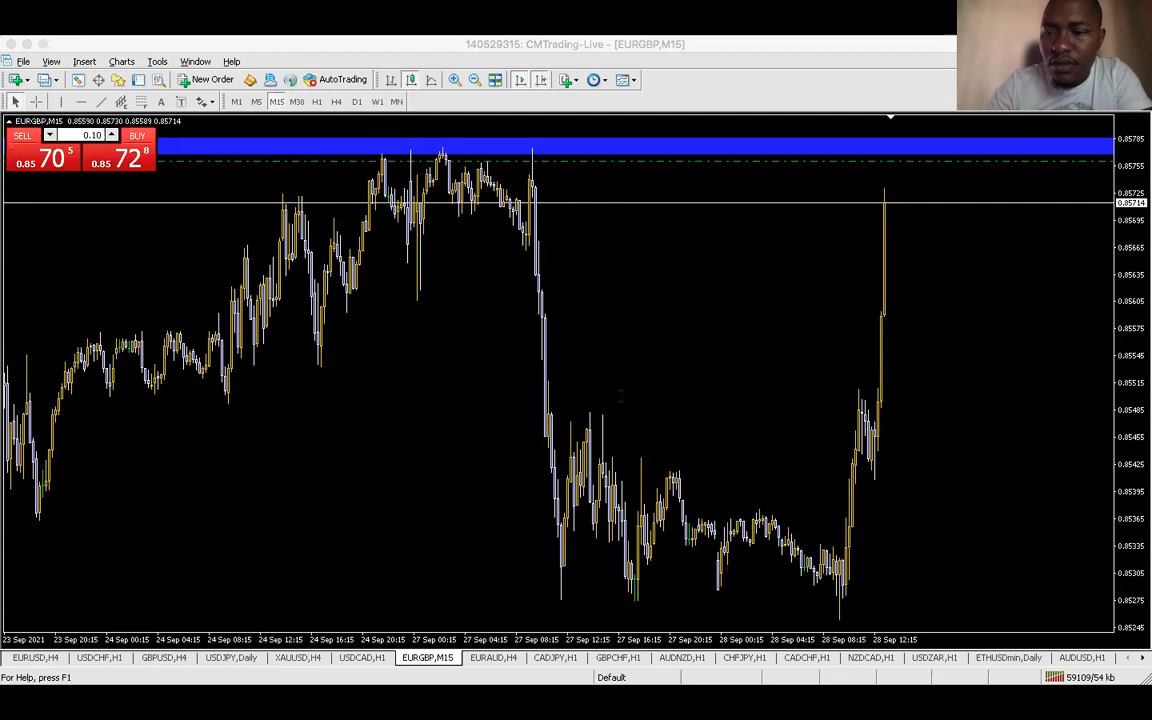 140529315: CMTrading-Live - [EURGBP,M15]
File View Insert Charts Tools Window Help
New Order AutoTrading
A T M1 M5 M15 M30 H1 H4 D1 W1 MN
EURGBP,M15 0.85590 0.85730 0.85589 0.85714
SELL 0.10 BUY
0.85 70 5 0.85 72 8
0.85785
0.85755
0.85725
0.85714
0.85695
0.85665
0.85635
0.85605
0.85575
0.85545
0.85515
0.85485
0.85455
0.85425
0.85395
0.85365
0.85335
0.85305
0.85275
0.85245
23 Sep 2021 23 Sep 20:15 24 Sep 00:15 24 Sep 04:15 24 Sep 08:15 24 Sep 12:15 24 Sep 16:15 24 Sep 20:15 27 Sep 00:15 27 Sep 04:15 27 Sep 08:15 27 Sep 12:15 27 Sep 16:15 27 Sep 20:15 28 Sep 00:15 28 Sep 04:15 28 Sep 08:15 28 Sep 12:15
EURUSD,H4 USDCHF,H1 GBPUSD,H4 USDJPY,Daily XAUUSD,H4 USDCAD,H1 EURGBP,M15 EURAUD,H4 CADJPY,H1 GBPCHF,H1 AUDNZD,H1 CHFJPY,H1 CADCHF,H1 NZDCAD,H1 USDZAR,H1 ETHUSDmin,Daily AUDUSD,H1
For Help, press F1 Default 59109/54 kb